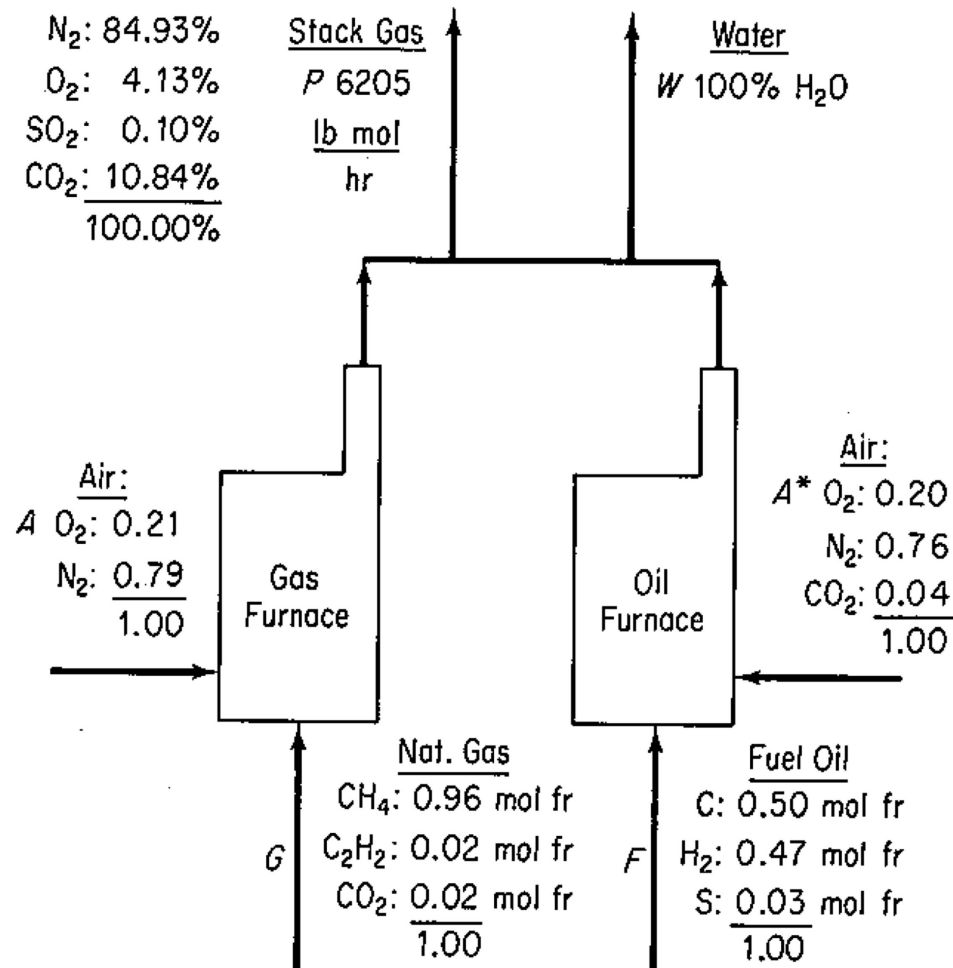 N₂: 84.93%
O₂: 4.13%
SO₂: 0.10%
CO₂: 10.84%
100.00%
Stack Gas
P 6205
lb mol
hr
Water
W 100% H₂O
Air:
A O₂: 0.21
N₂: 0.79
1.00
Gas
Furnace
Oil
Furnace
Air:
A* O₂: 0.20
N₂: 0.76
CO₂: 0.04
1.00
G
Nat. Gas
CH₄: 0.96 mol fr
C₂H₂: 0.02 mol fr
CO₂: 0.02 mol fr
1.00
F
Fuel Oil
C: 0.50 mol fr
H₂: 0.47 mol fr
S: 0.03 mol fr
1.00